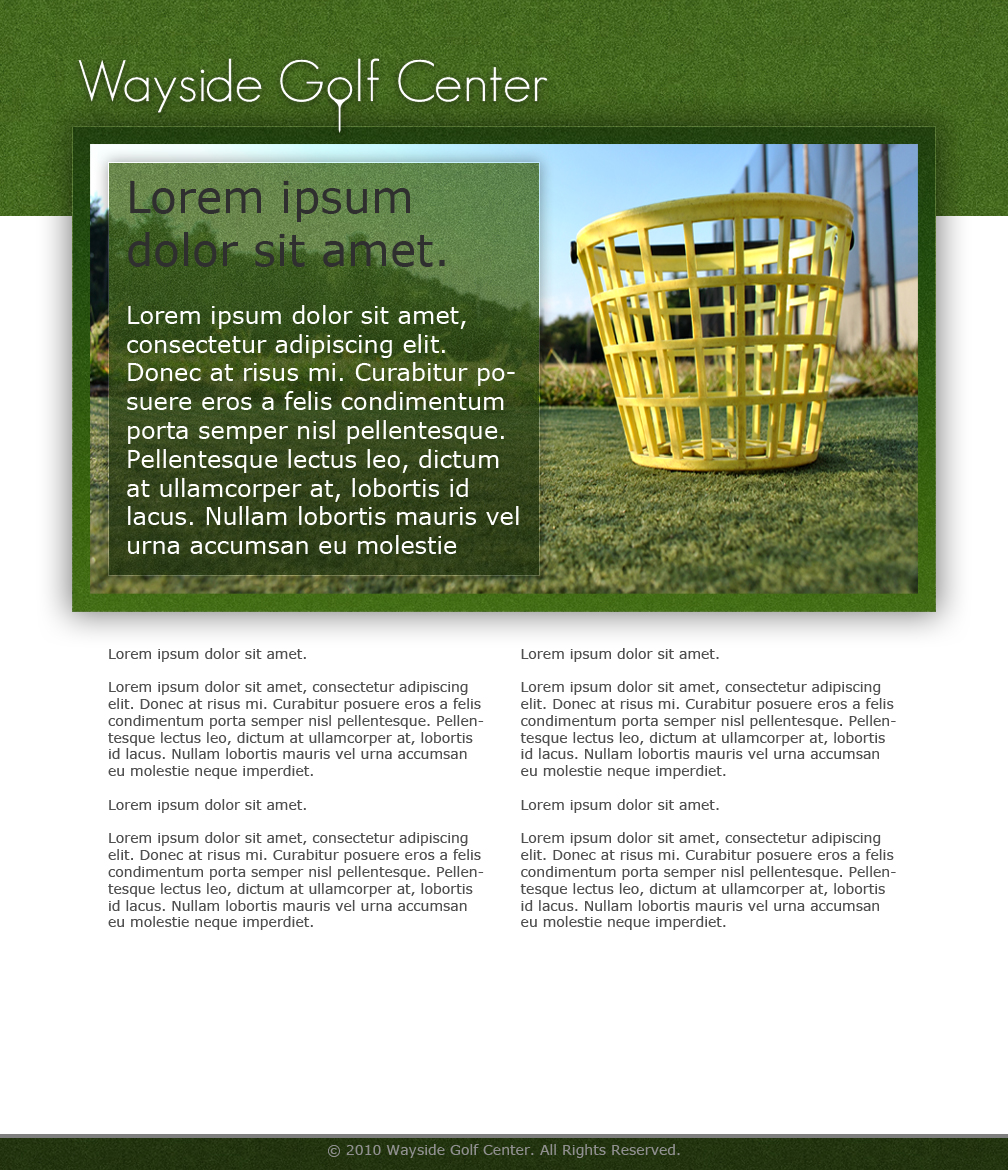 Wayside Golf Center
Lorem ipsum
dolor sit amet.
Lorem ipsum dolor sit amet,
consectetur adipiscing elit.
Donec at risus mi. Curabitur po-
suere eros a felis condimentum
porta semper nisl pellentesque.
Pellentesque lectus leo, dictum
at ullamcorper at, lobortis id
lacus. Nullam lobortis mauris vel
urna accumsan eu molestie
Lorem ipsum dolor sit amet.
Lorem ipsum dolor sit amet, consectetur adipiscing
elit. Donec at risus mi. Curabitur posuere eros a felis
condimentum porta semper nisl pellentesque. Pellen-
tesque lectus leo, dictum at ullamcorper at, lobortis
id lacus. Nullam lobortis mauris vel urna accumsan
eu molestie neque imperdiet.
Lorem ipsum dolor sit amet.
Lorem ipsum dolor sit amet, consectetur adipiscing
elit. Donec at risus mi. Curabitur posuere eros a felis
condimentum porta semper nisl pellentesque. Pellen-
tesque lectus leo, dictum at ullamcorper at, lobortis
id lacus. Nullam lobortis mauris vel urna accumsan
eu molestie neque imperdiet.
Lorem ipsum dolor sit amet.
Lorem ipsum dolor sit amet, consectetur adipiscing
elit. Donec at risus mi. Curabitur posuere eros a felis
condimentum porta semper nisl pellentesque. Pellen-
tesque lectus leo, dictum at ullamcorper at, lobortis
id lacus. Nullam lobortis mauris vel urna accumsan
eu molestie neque imperdiet.
Lorem ipsum dolor sit amet.
Lorem ipsum dolor sit amet, consectetur adipiscing
elit. Donec at risus mi. Curabitur posuere eros a felis
condimentum porta semper nisl pellentesque. Pellen-
tesque lectus leo, dictum at ullamcorper at, lobortis
id lacus. Nullam lobortis mauris vel urna accumsan
eu molestie neque imperdiet.
© 2010 Wayside Golf Center. All Rights Reserved.